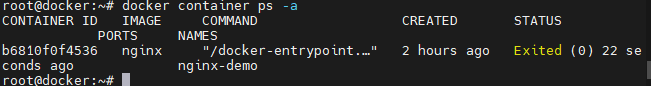 root@docker:~# docker container ps -a
CONTAINER ID   IMAGE     COMMAND                  CREATED       STATUS
            PORTS     NAMES
b6810f0f4536   nginx     "/docker-entrypoint.…"   2 hours ago   Exited (0) 22 se
conds ago             nginx-demo
root@docker:~#